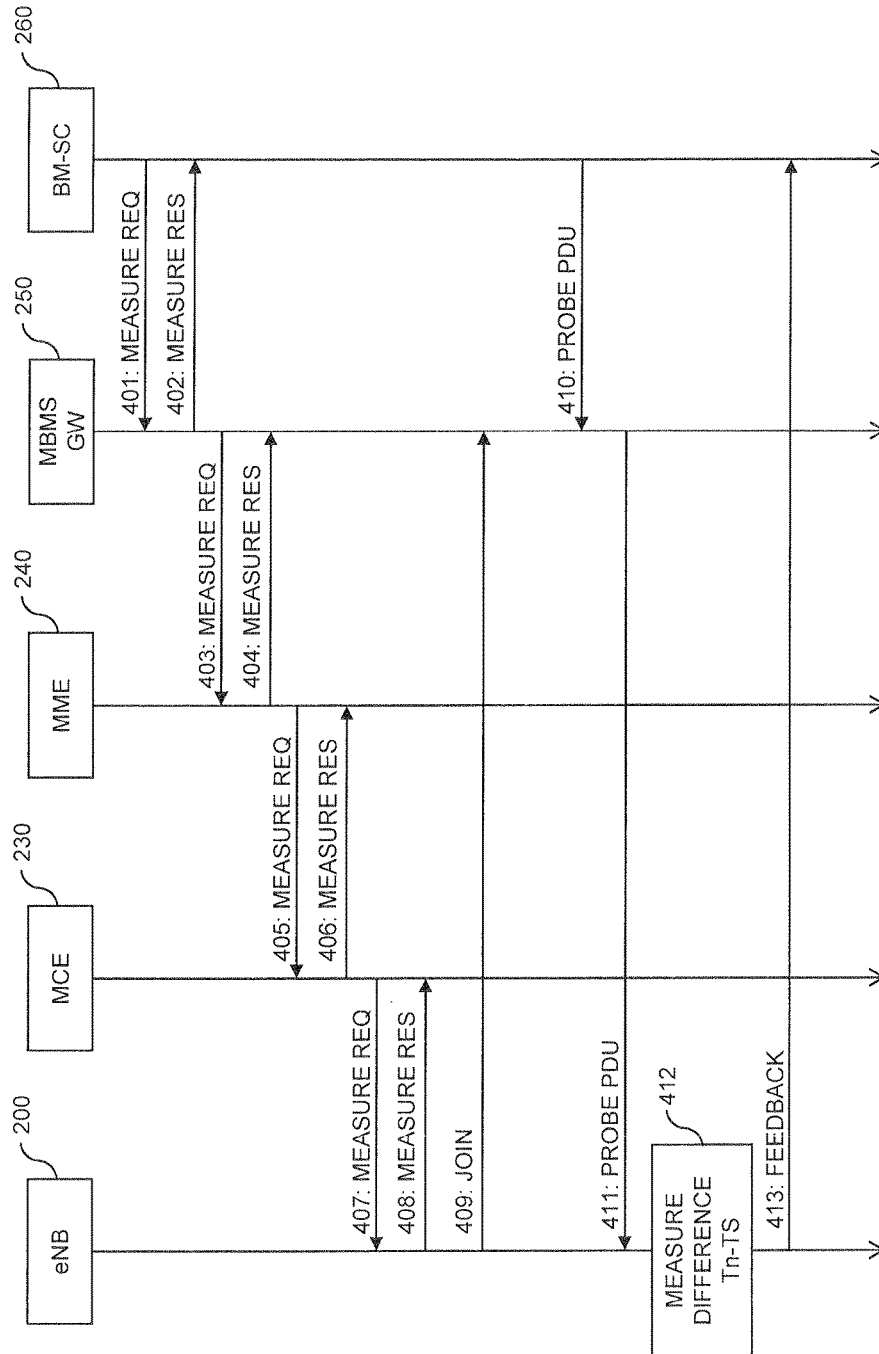 eNB
200
MCE
230
MME
240
MBMS
GW
250
BM-SC
260
401: MEASURE REQ
402: MEASURE RES
403: MEASURE REQ
404: MEASURE RES
405: MEASURE REQ
406: MEASURE RES
407: MEASURE REQ
408: MEASURE RES
409: JOIN
410: PROBE PDU
411: PROBE PDU
MEASURE
DIFFERENCE
Tn-TS
412
413: FEEDBACK